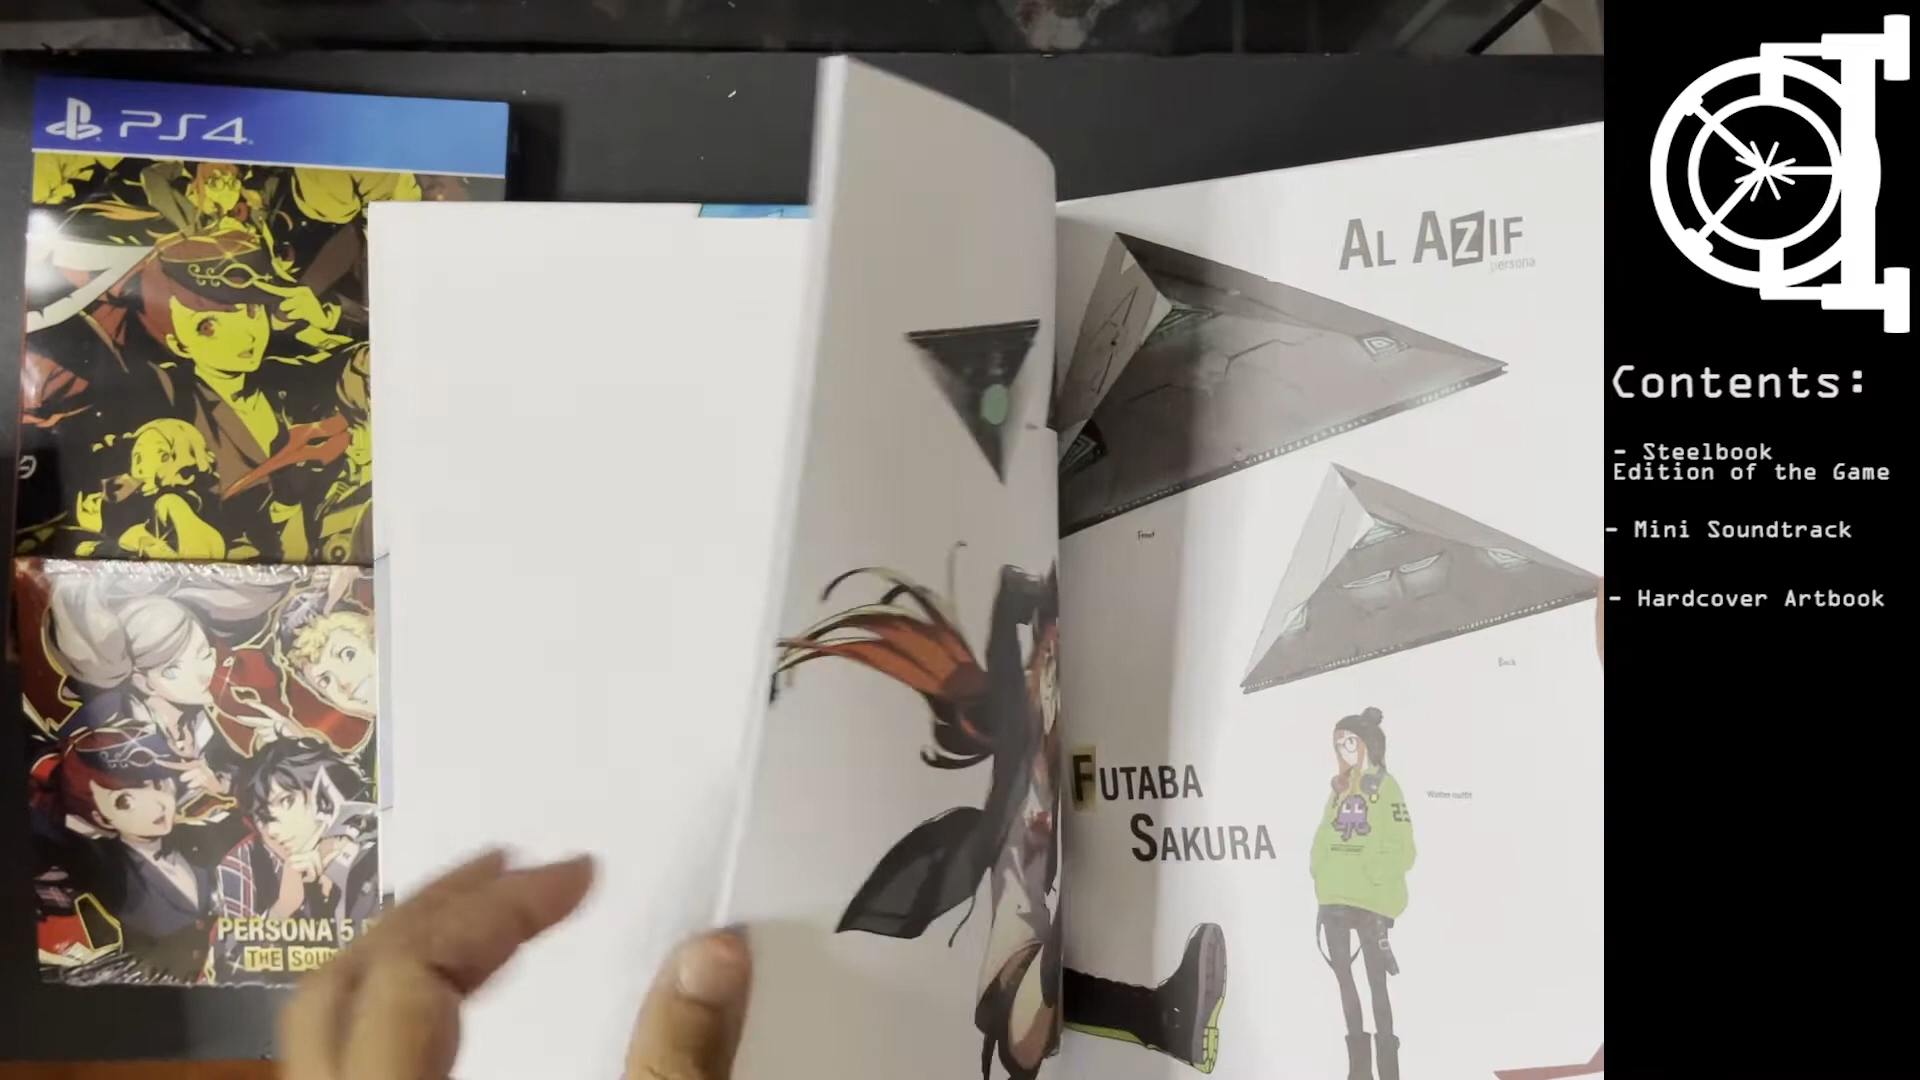 PS4
AL AZIF
persona
Front
Back
FUTABA
SAKURA
Winter outfit
PERSONA 5
THE SOUN
Contents:
- Steelbook
Edition of the Game
- Mini Soundtrack
- Hardcover Artbook